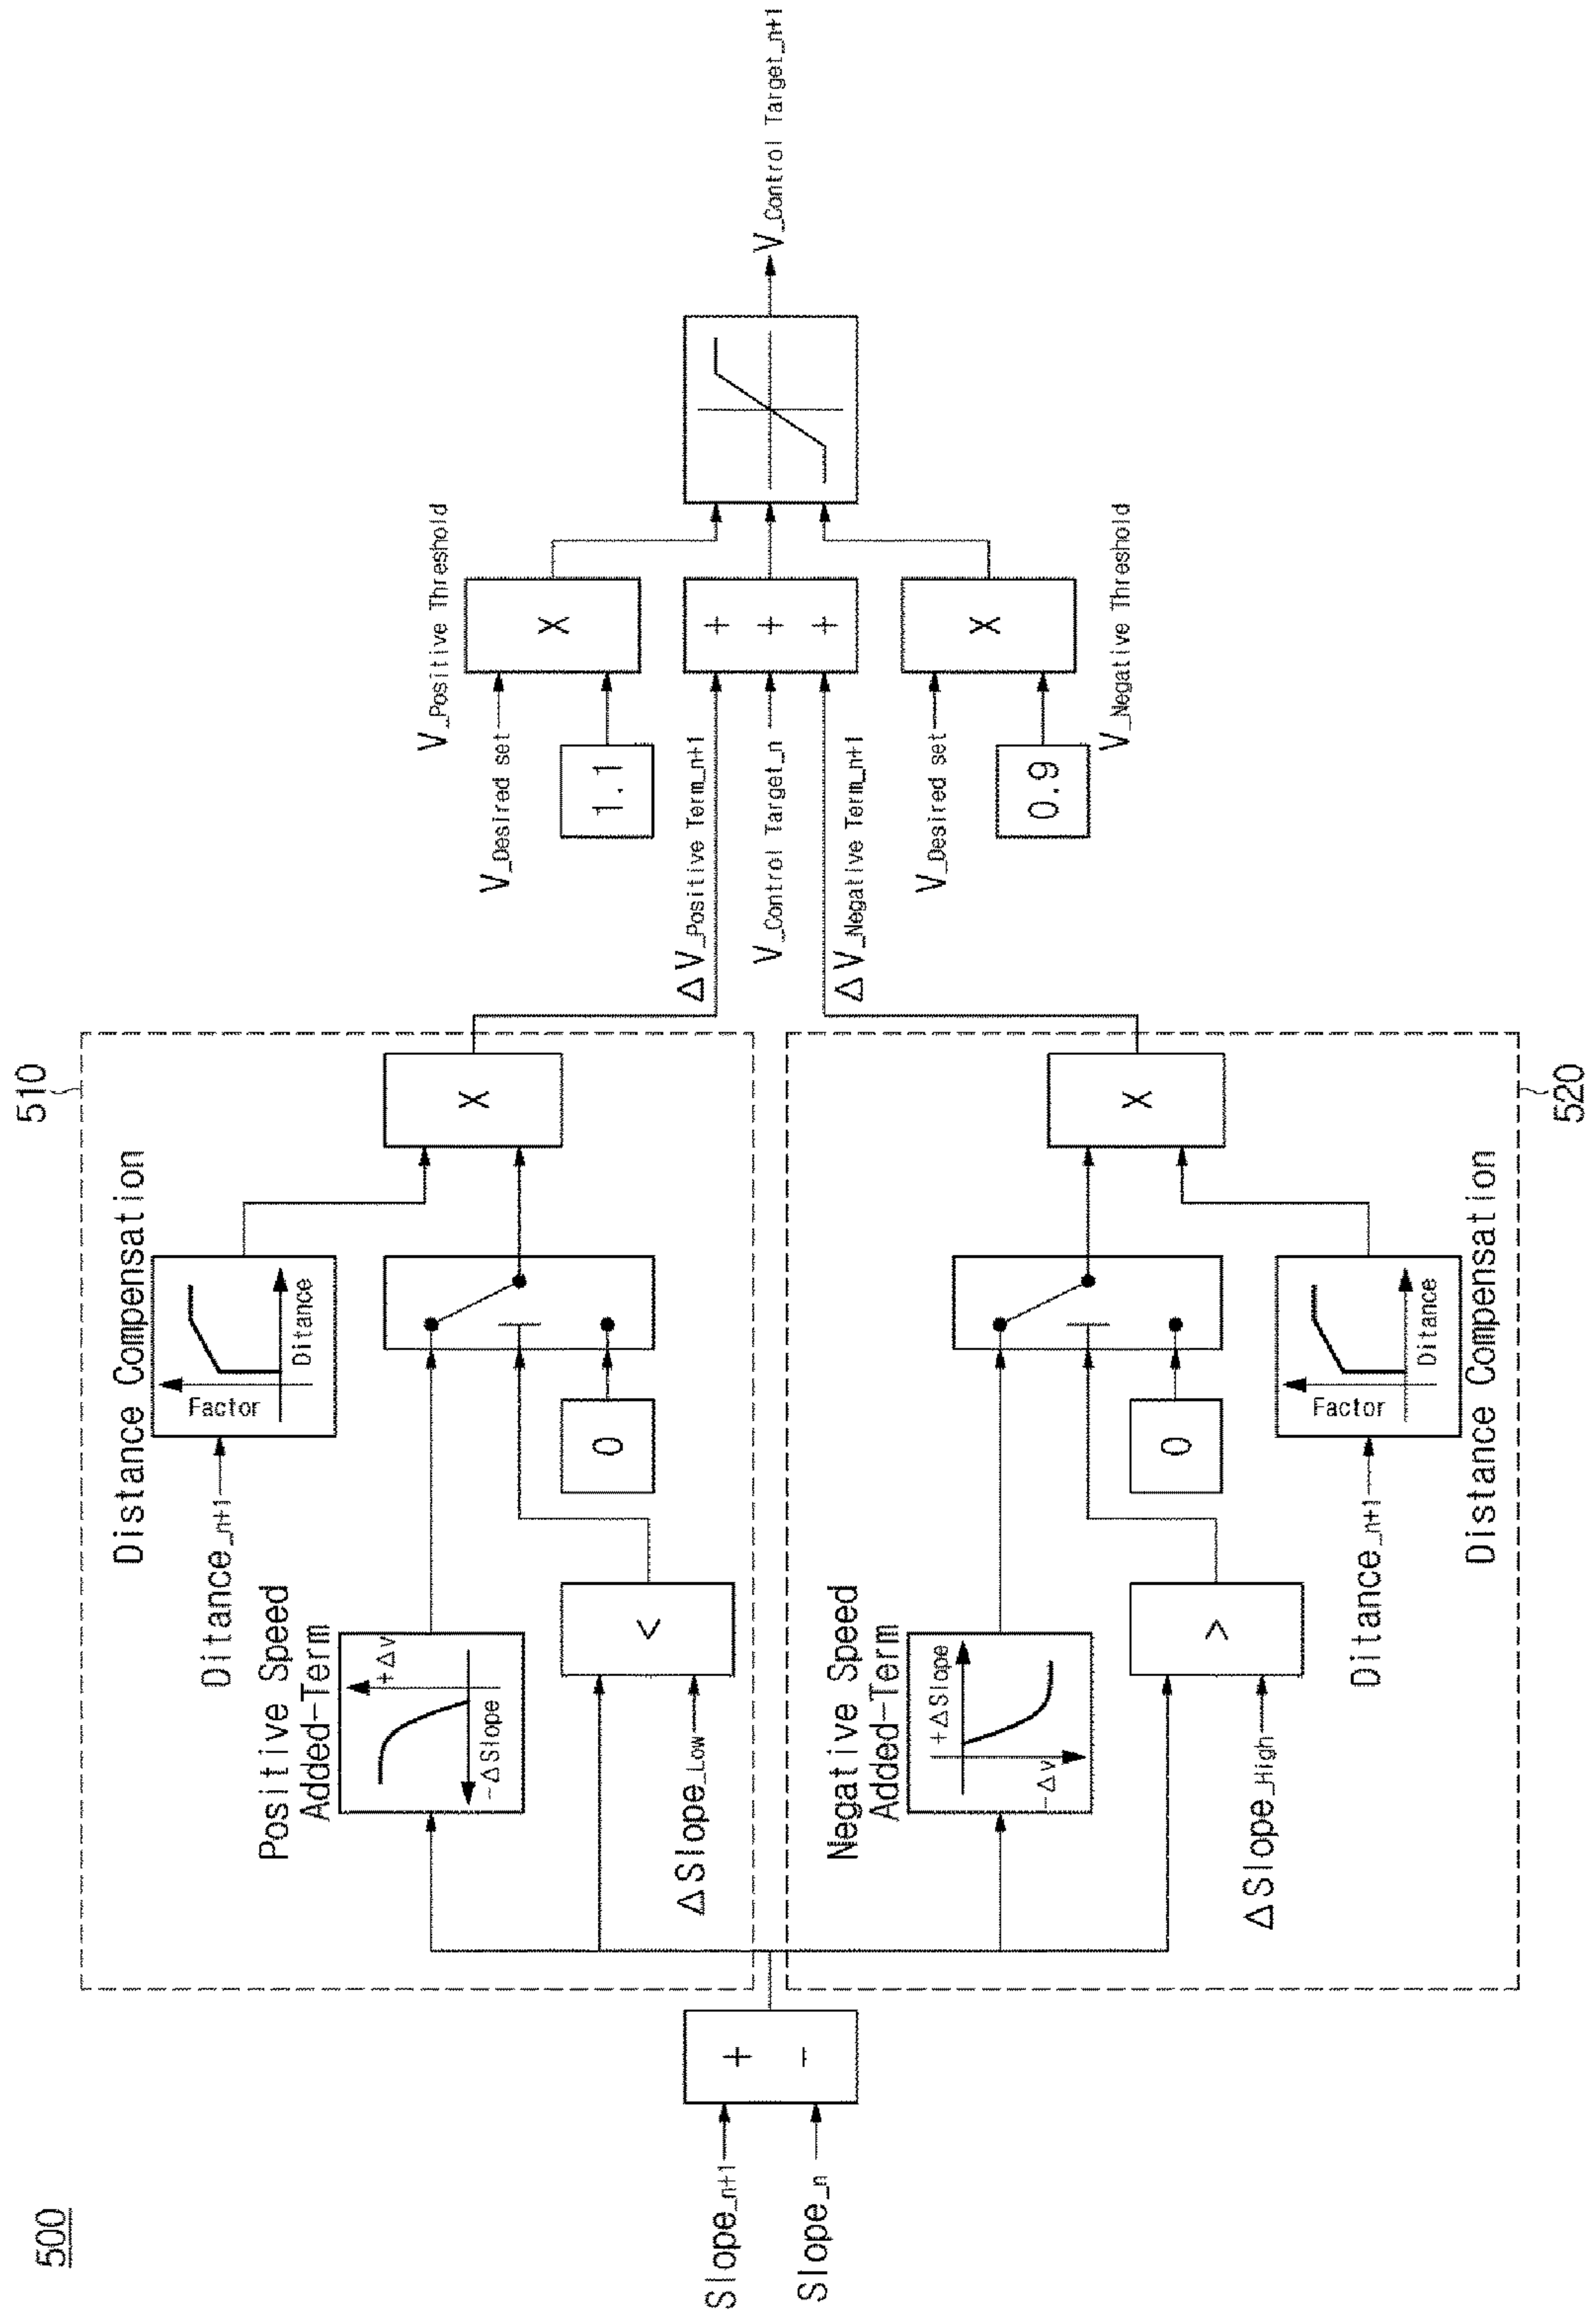 500
510
Distance Compensation
Factor
Ditance
Ditance_n+1
Positive Speed
Added-Term
+Δv
-ΔSlope
X
0
<
ΔSlope_Low
Slope_n+1
Slope_n
+
-
Negative Speed
Added-Term
+ΔSlope
-Δv
X
0
>
ΔSlope_High
Ditance_n+1
Factor
Ditance
Distance Compensation
520
V_Positive Threshold
V_Desired set
1.1
X
ΔV_Positive Term_n+1
V_Control Target_n
ΔV_Negative Term_n+1
+
+
+
V_Desired set
0.9
X
V_Negative Threshold
V_Control Target_n+1